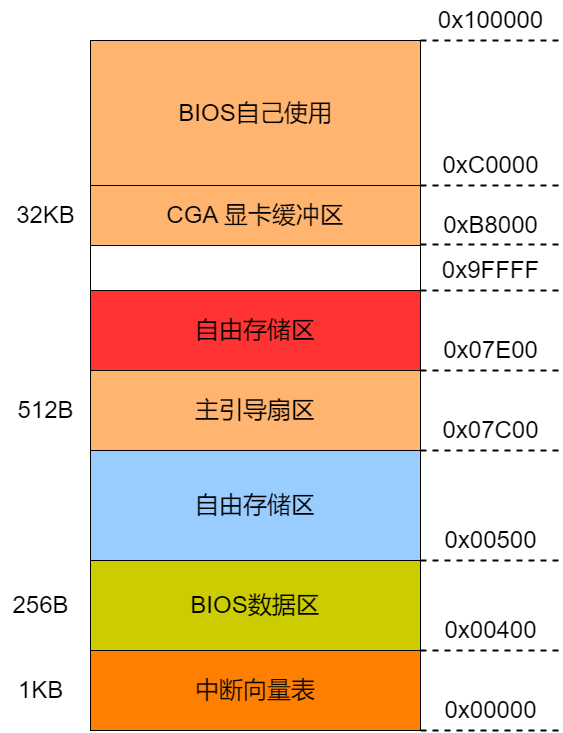 0x100000
BIOS自己使用
0xC0000
32KB
CGA 显卡缓冲区
0xB8000
0x9FFFF
自由存储区
0x07E00
512B
主引导扇区
0x07C00
自由存储区
0x00500
256B
BIOS数据区
0x00400
1KB
中断向量表
0x00000